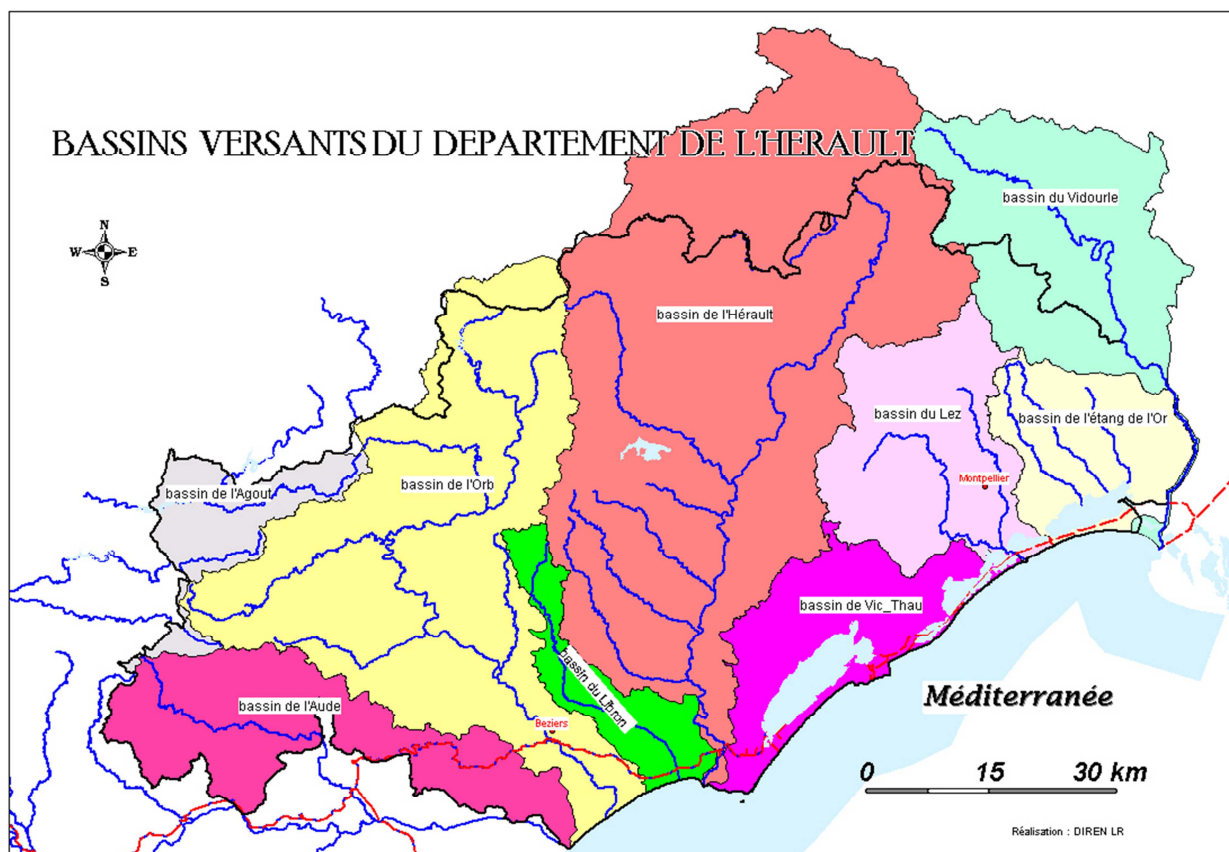 BASSINS VERSANTS DU DEPARTEMENT DE L'HERAULT
N
W E
S
bassin du Vidourle
bassin de l'Hérault
bassin du Lez
bassin de l'étang de l'Or
bassin de l'Agout
bassin de l'Orb
Montpellier
bassin de Vic_Thau
bassin du Libron
bassin de l'Aude
Beziers
Méditerranée
0 15 30 km
Réalisation : DIREN LR